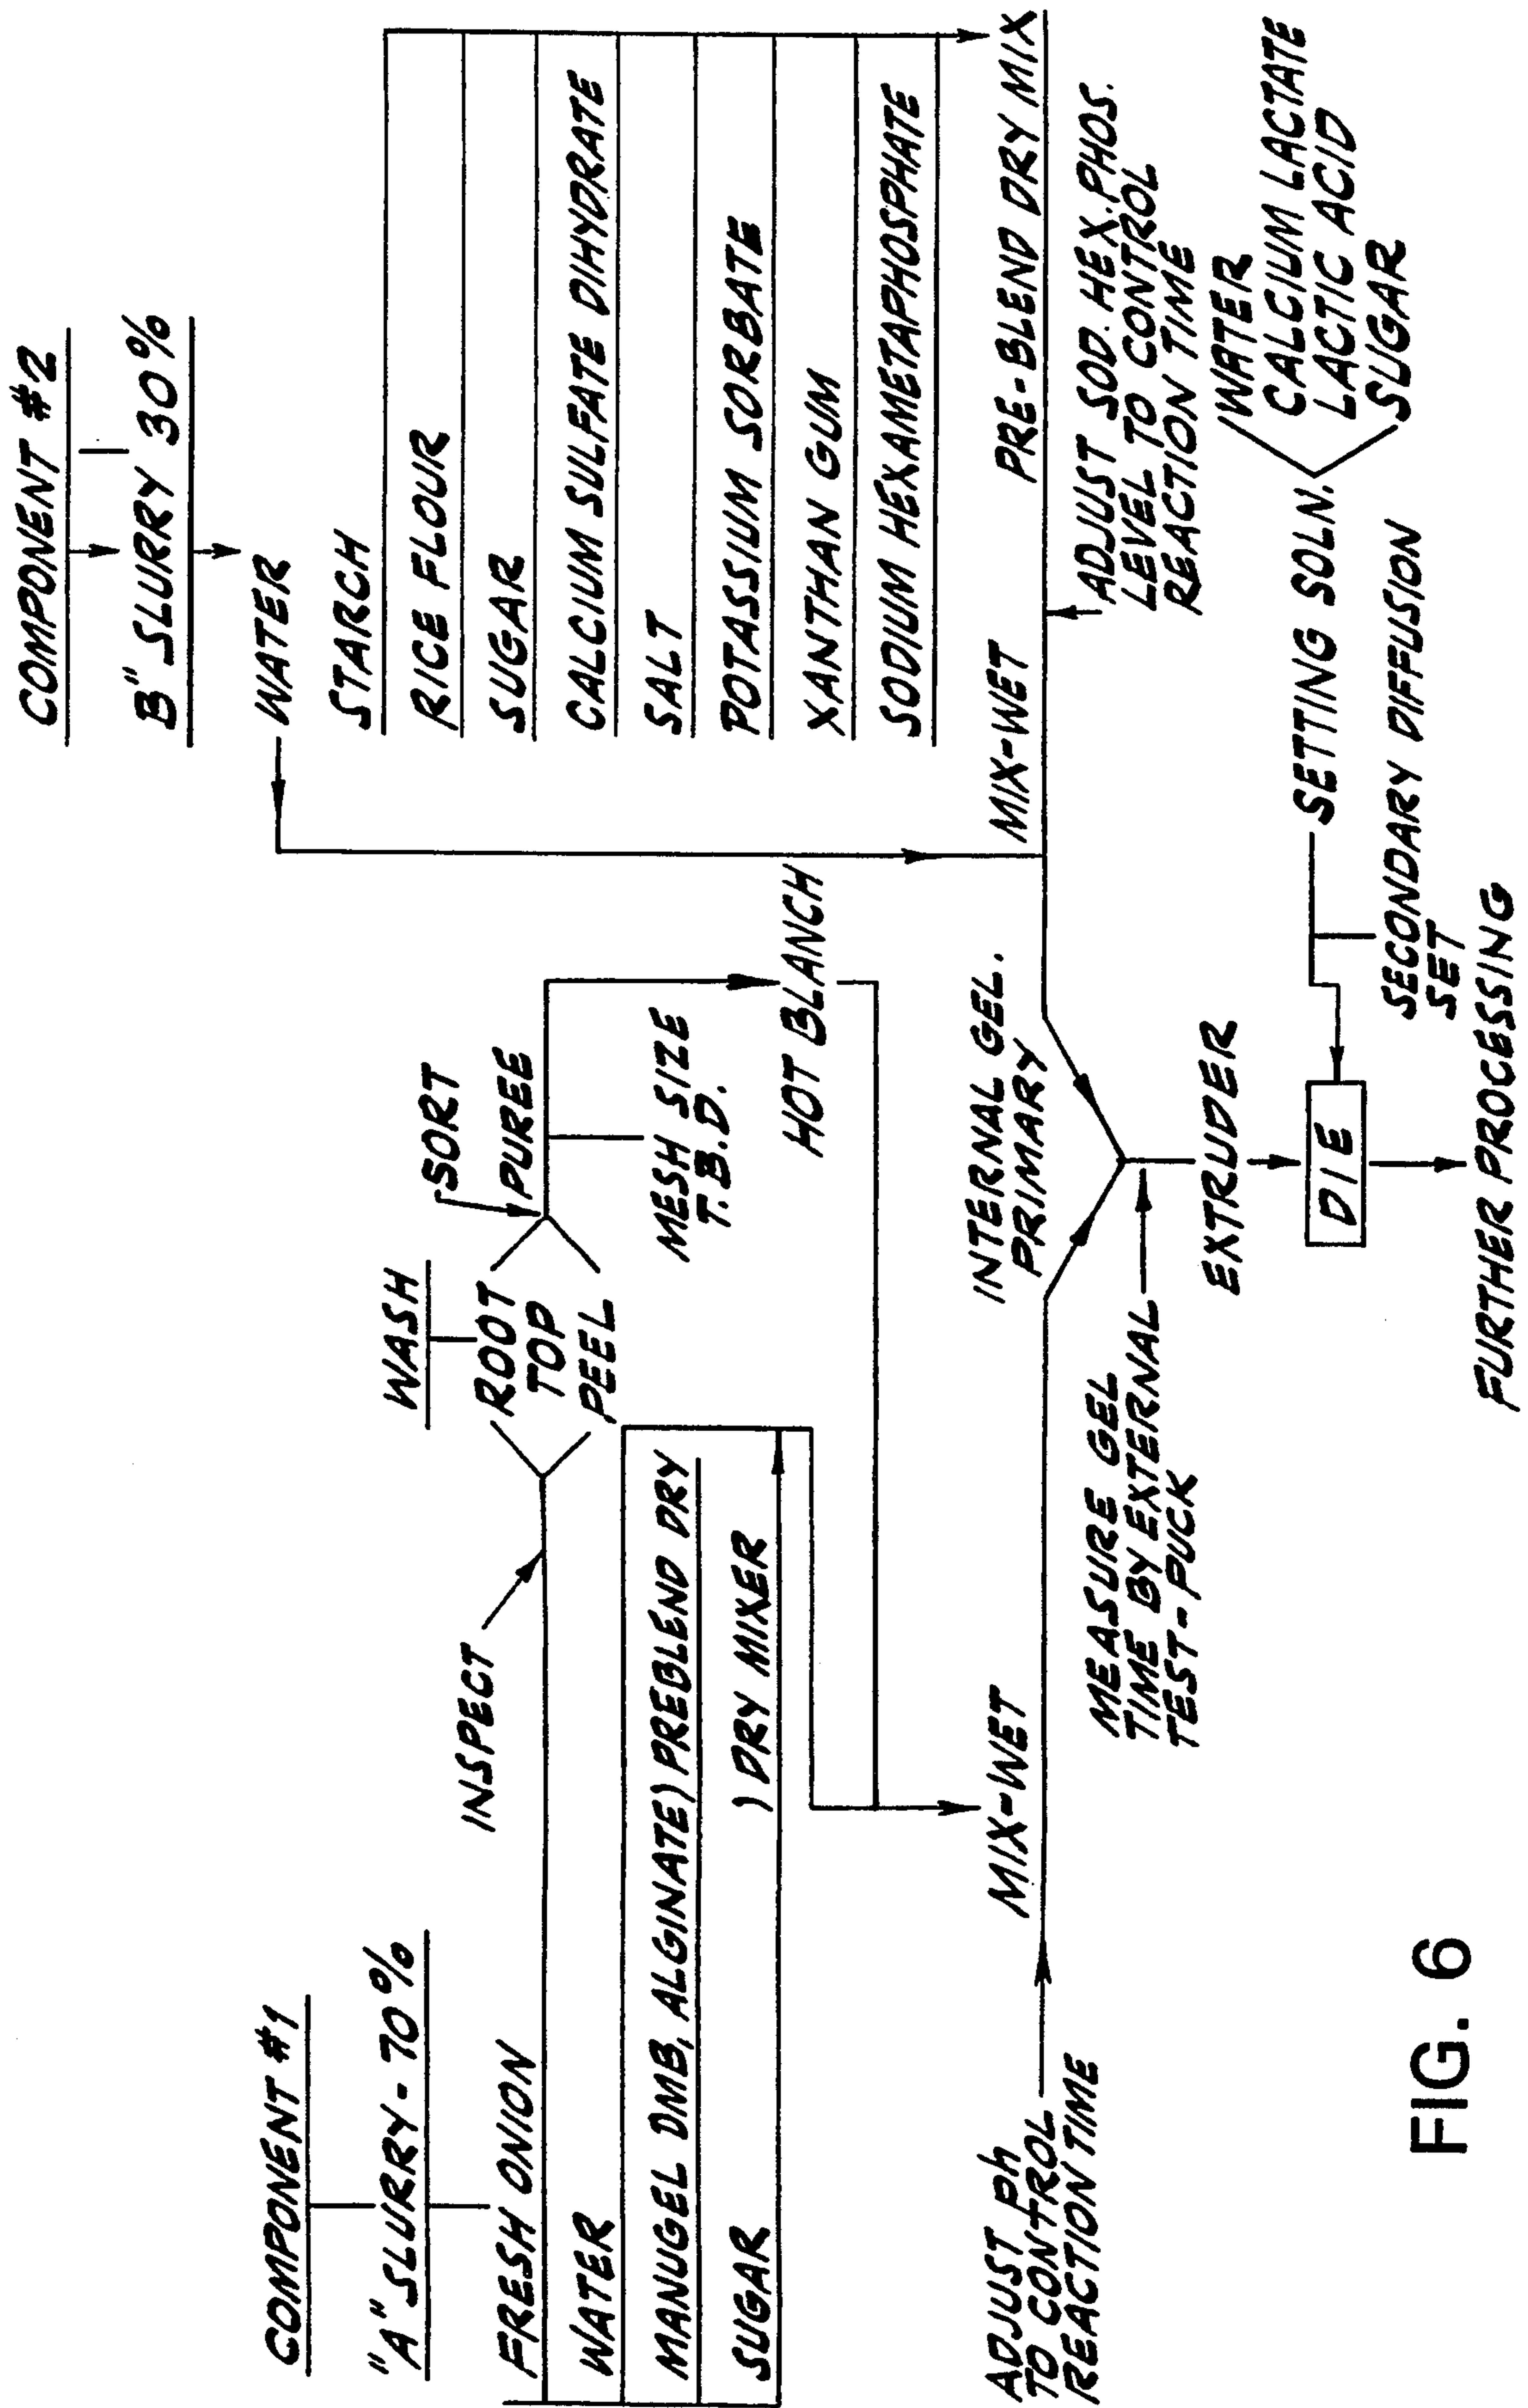 COMPONENT #1
"A" SLURRY - 70%
FRESH ONION
INSPECT
WASH
ROOT
TOP
PEEL
SORT
PUREE
MESH SIZE
T.B.D.
HOT BLANCH
WATER
MANUGEL DMB, ALGINATE) PREBLEND DRY
SUGAR
) DRY MIXER
MIX-WET
ADJUST ph
TO CONTROL
REACTION TIME
COMPONENT #2
B" SLURRY 30%
WATER
STARCH
RICE FLOUR
SUGAR
CALCIUM SULFATE DIHYDRATE
SALT
POTASSIUM SORBATE
XANTHAN GUM
SODIUM HEXAMETAPHOSPHATE
PRE-BLEND DRY MIX
MIX-WET
ADJUST SOD. HEX. PHOS.
LEVEL TO CONTROL
REACTION TIME
INTERNAL GEL.
PRIMARY
MEASURE GEL
TIME BY EXTERNAL
TEST-PUCK
EXTRUDER
DIE
SETTING SOLN.
WATER
CALCIUM LACTATE
LACTIC ACID
SUGAR
SECONDARY DIFFUSION
SET
FURTHER PROCESSING
FIG. 6